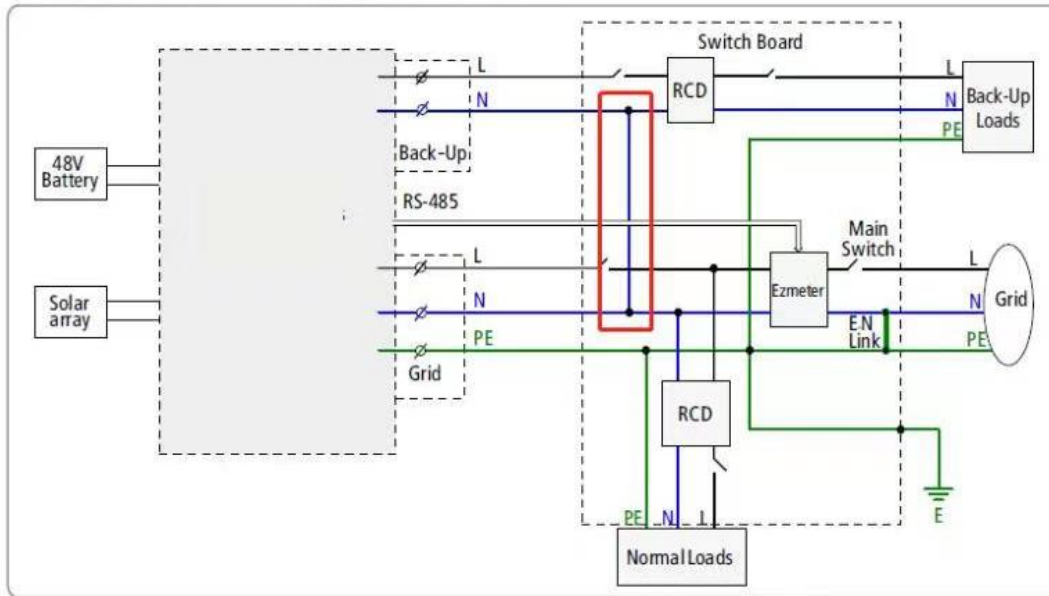 Switch Board
L
RCD
L
N
N
Back-Up
Loads
PE
Back-Up
48V
Battery
RS-485
Main
Switch
L
L
Ezmeter
Solar
array
N
N
Grid
E.N
Link
PE
PE
Grid
RCD
PE
N
L
E
Normal Loads